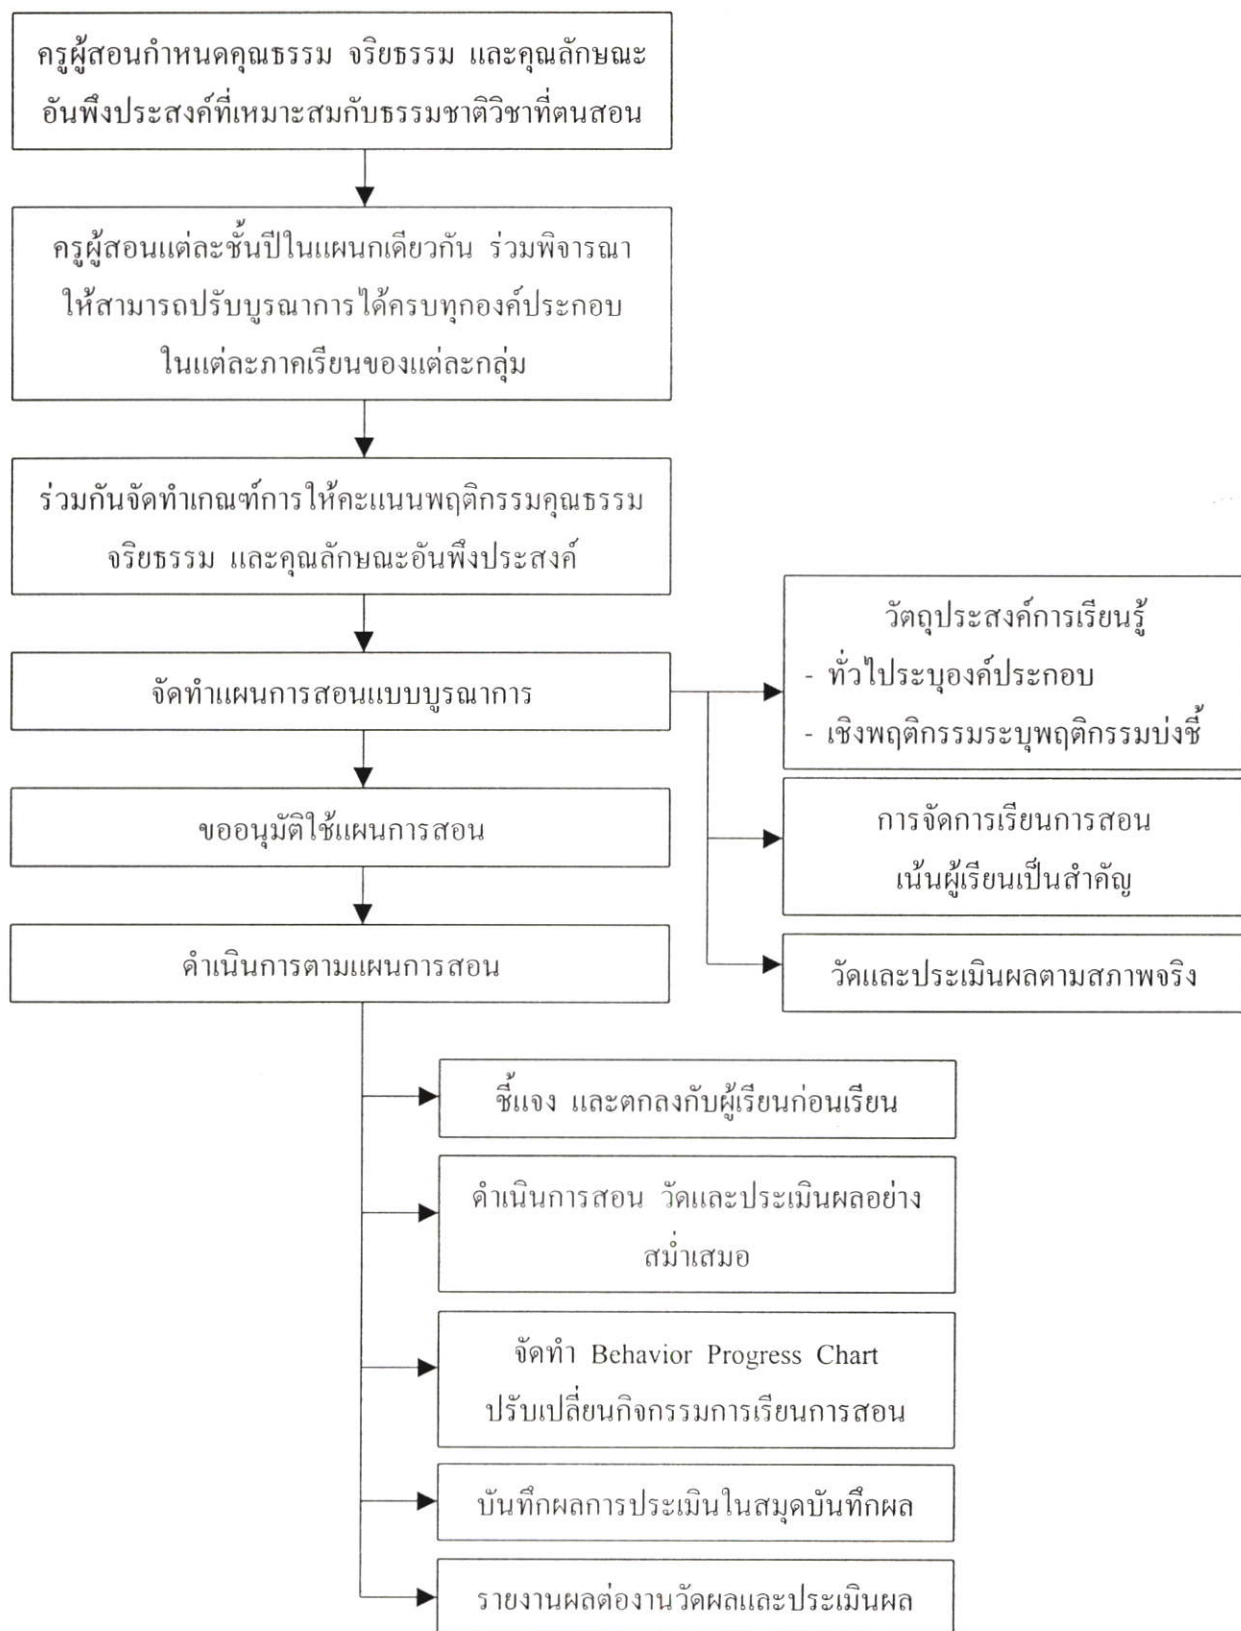 ครูผู้สอนกำหนดคุณธรรม จริยธรรม และคุณลักษณะ
อันพึงประสงค์ที่เหมาะสมกับธรรมชาติวิชาที่ตนสอน
ครูผู้สอนแต่ละชั้นปีในแผนกเดียวกัน ร่วมพิจารณา
ให้สามารถปรับบูรณาการได้ครบทุกองค์ประกอบ
ในแต่ละภาคเรียนของแต่ละกลุ่ม
ร่วมกันจัดทำเกณฑ์การให้คะแนนพฤติกรรมคุณธรรม
จริยธรรม และคุณลักษณะอันพึงประสงค์
จัดทำแผนการสอนแบบบูรณาการ
วัตถุประสงค์การเรียนรู้
- ทั่วไประบุองค์ประกอบ
- เชิงพฤติกรรมระบุพฤติกรรมบ่งชี้
การจัดการเรียนการสอน
เน้นผู้เรียนเป็นสำคัญ
วัดและประเมินผลตามสภาพจริง
ขออนุมัติใช้แผนการสอน
ดำเนินการตามแผนการสอน
ชี้แจง และตกลงกับผู้เรียนก่อนเรียน
ดำเนินการสอน วัดและประเมินผลอย่าง
สม่ำเสมอ
จัดทำ Behavior Progress Chart
ปรับเปลี่ยนกิจกรรมการเรียนการสอน
บันทึกผลการประเมินในสมุดบันทึกผล
รายงานผลต่องานวัดผลและประเมินผล